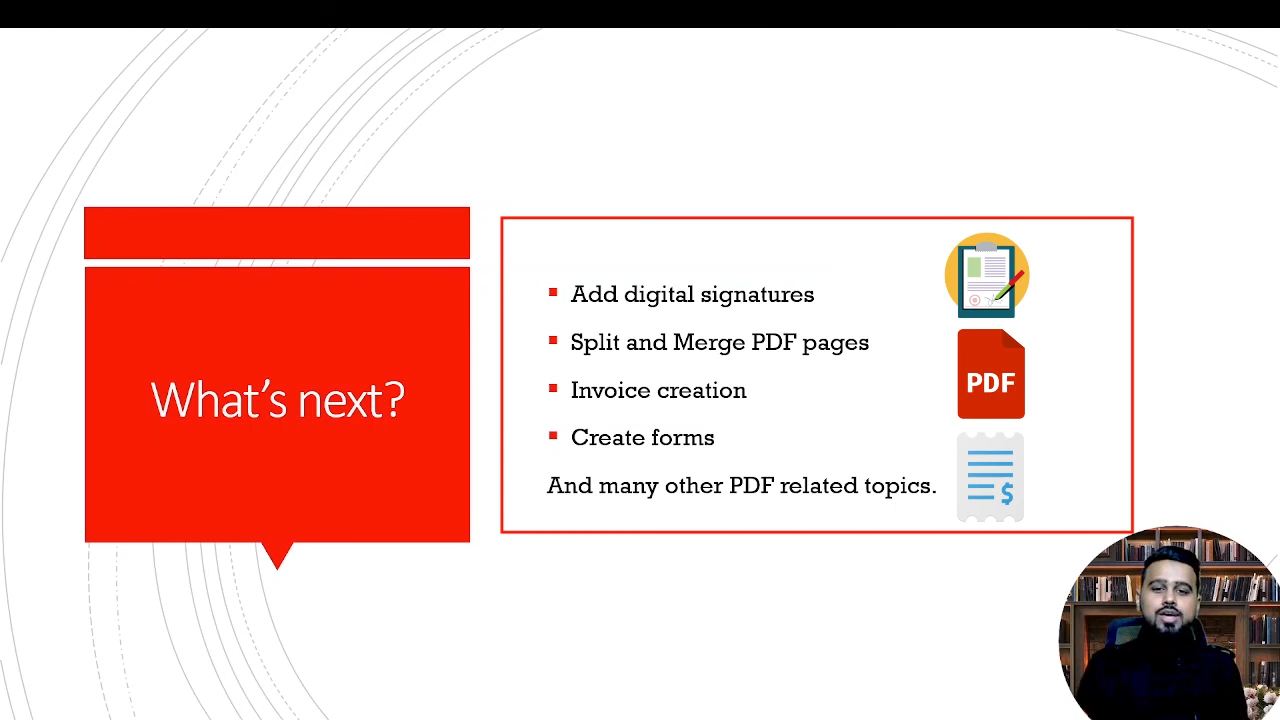 What's next?
Add digital signatures
Split and Merge PDF pages
Invoice creation
Create forms
And many other PDF related topics.
PDF
$